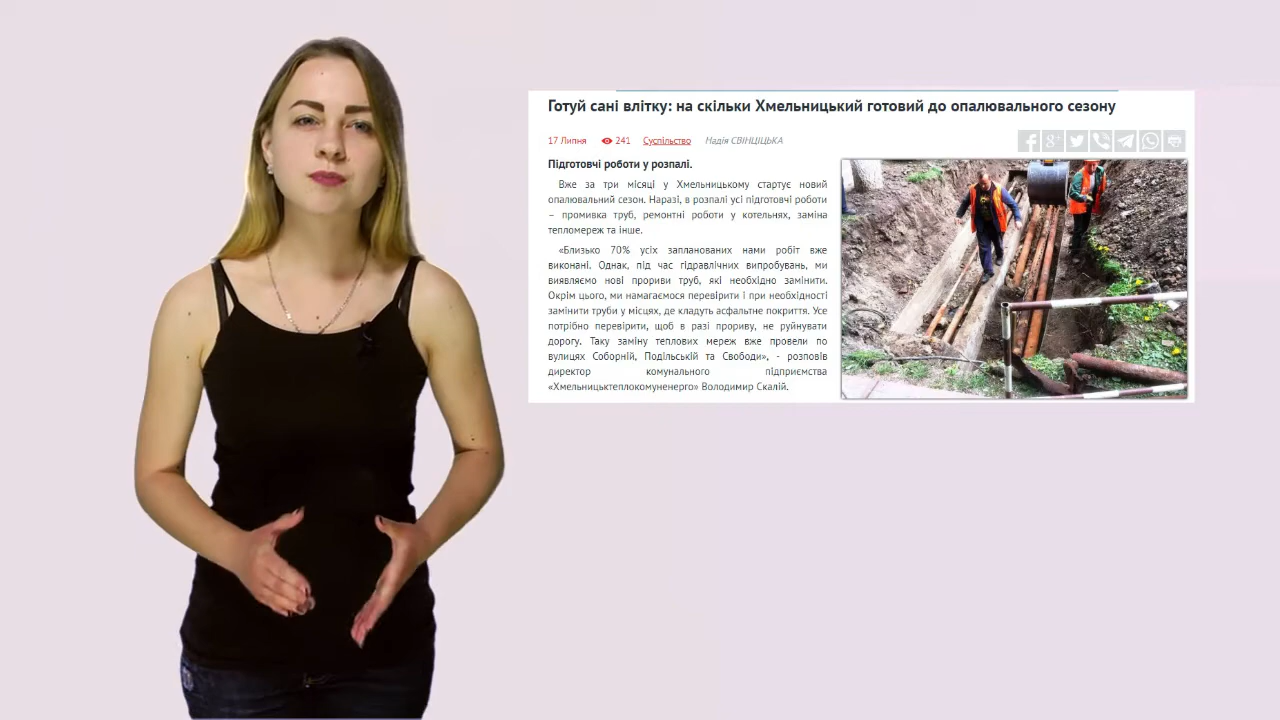 Готуй сані влітку: на скільки Хмельницький готовий до опалювального сезону
17 Липня 241 Суспільство Надія СВІНЦІЦЬКА
Підготовчі роботи у розпалі.
Вже за три місяці у Хмельницькому стартує новий
опалювальний сезон. Наразі, в розпалі усі підготовчі роботи
– промивка труб, ремонтні роботи у котельнях, заміна
тепломереж та інше.
«Близько 70% усіх запланованих нами робіт вже
виконані. Однак, під час гідравлічних випробувань, ми
виявляємо нові прориви труб, які необхідно замінити.
Окрім цього, ми намагаємося перевірити і при необхідності
замінити труби у місцях, де кладуть асфальтне покриття. Усе
потрібно перевірити, щоб в разі прориву, не руйнувати
дорогу. Таку заміну теплових мереж вже провели по
вулицях Соборній, Подільській та Свободи», - розповів
директор комунального підприємства
«Хмельницьктеплокомуненерго» Володимир Скалій.